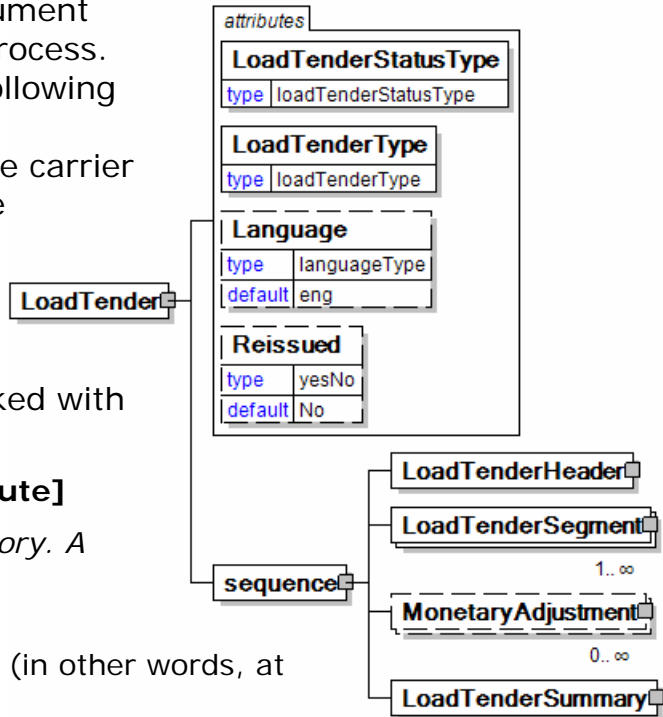 ument
rocess.
ollowing
e carrier
e
ked with
ute]
ory. A
(in other words, at
attributes
LoadTenderStatusType
type loadTenderStatusType
LoadTenderType
type loadTenderType
Language
type languageType
default eng
Reissued
type yesNo
default No
LoadTender
sequence
LoadTenderHeader
LoadTenderSegment
1.. ∞
MonetaryAdjustment
0.. ∞
LoadTenderSummary